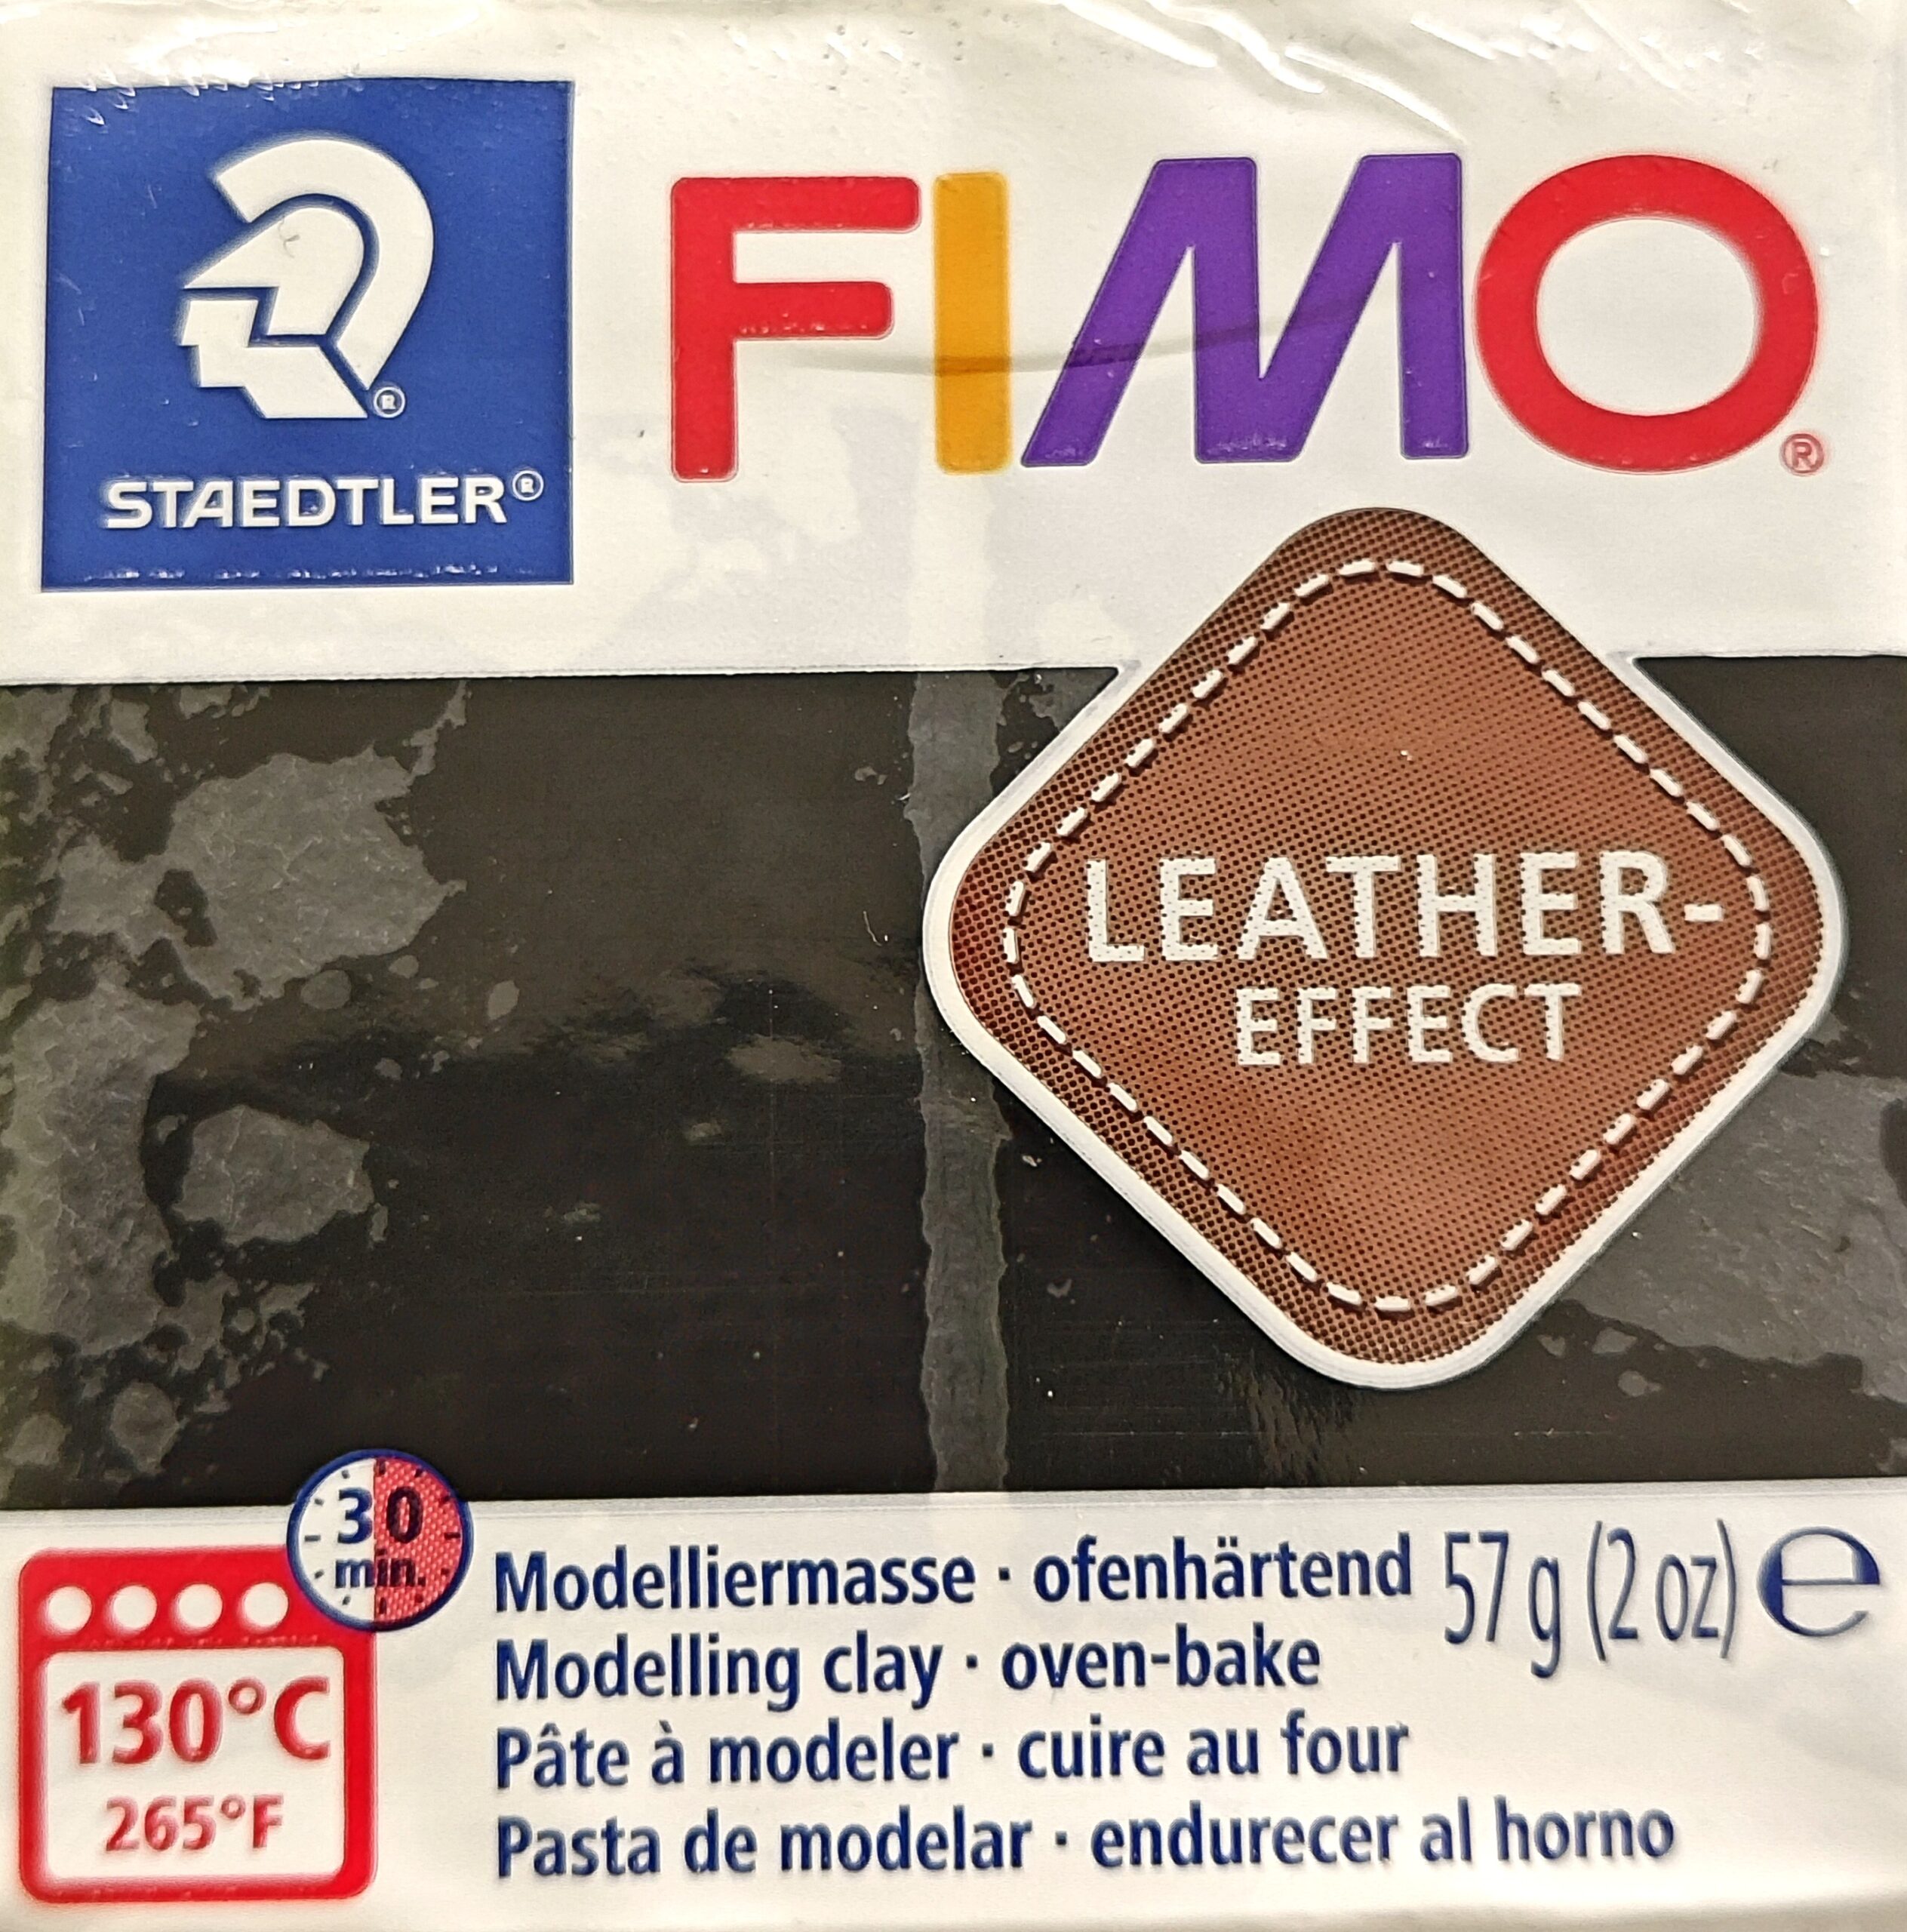 ®
STAEDTLER®
FIMO®
LEATHER-
EFFECT
30
min.
130°C
265°F
Modelliermasse · ofenhärtend
57 g (2 oz) ℮
Modelling clay · oven-bake
Pâte à modeler · cuire au four
Pasta de modelar · endurecer al horno